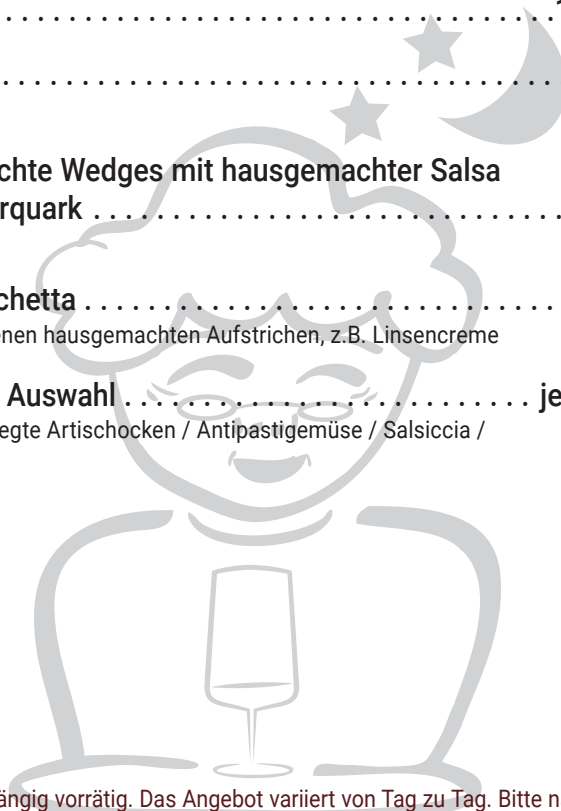 chte Wedges mit hausgemachter Salsa
rquark . . . . . . . . . . . . . . . . . . . . . . . . . .
chetta . . . . . . . . . . . . . . . . . . . . . . . . . .
enen hausgemachten Aufstrichen, z.B. Linsencreme
Auswahl . . . . . . . . . . . . . . . . . . . . . . . je
egte Artischocken / Antipastigemüse / Salsiccia /
ängig vorrätig. Das Angebot variiert von Tag zu Tag. Bitte n